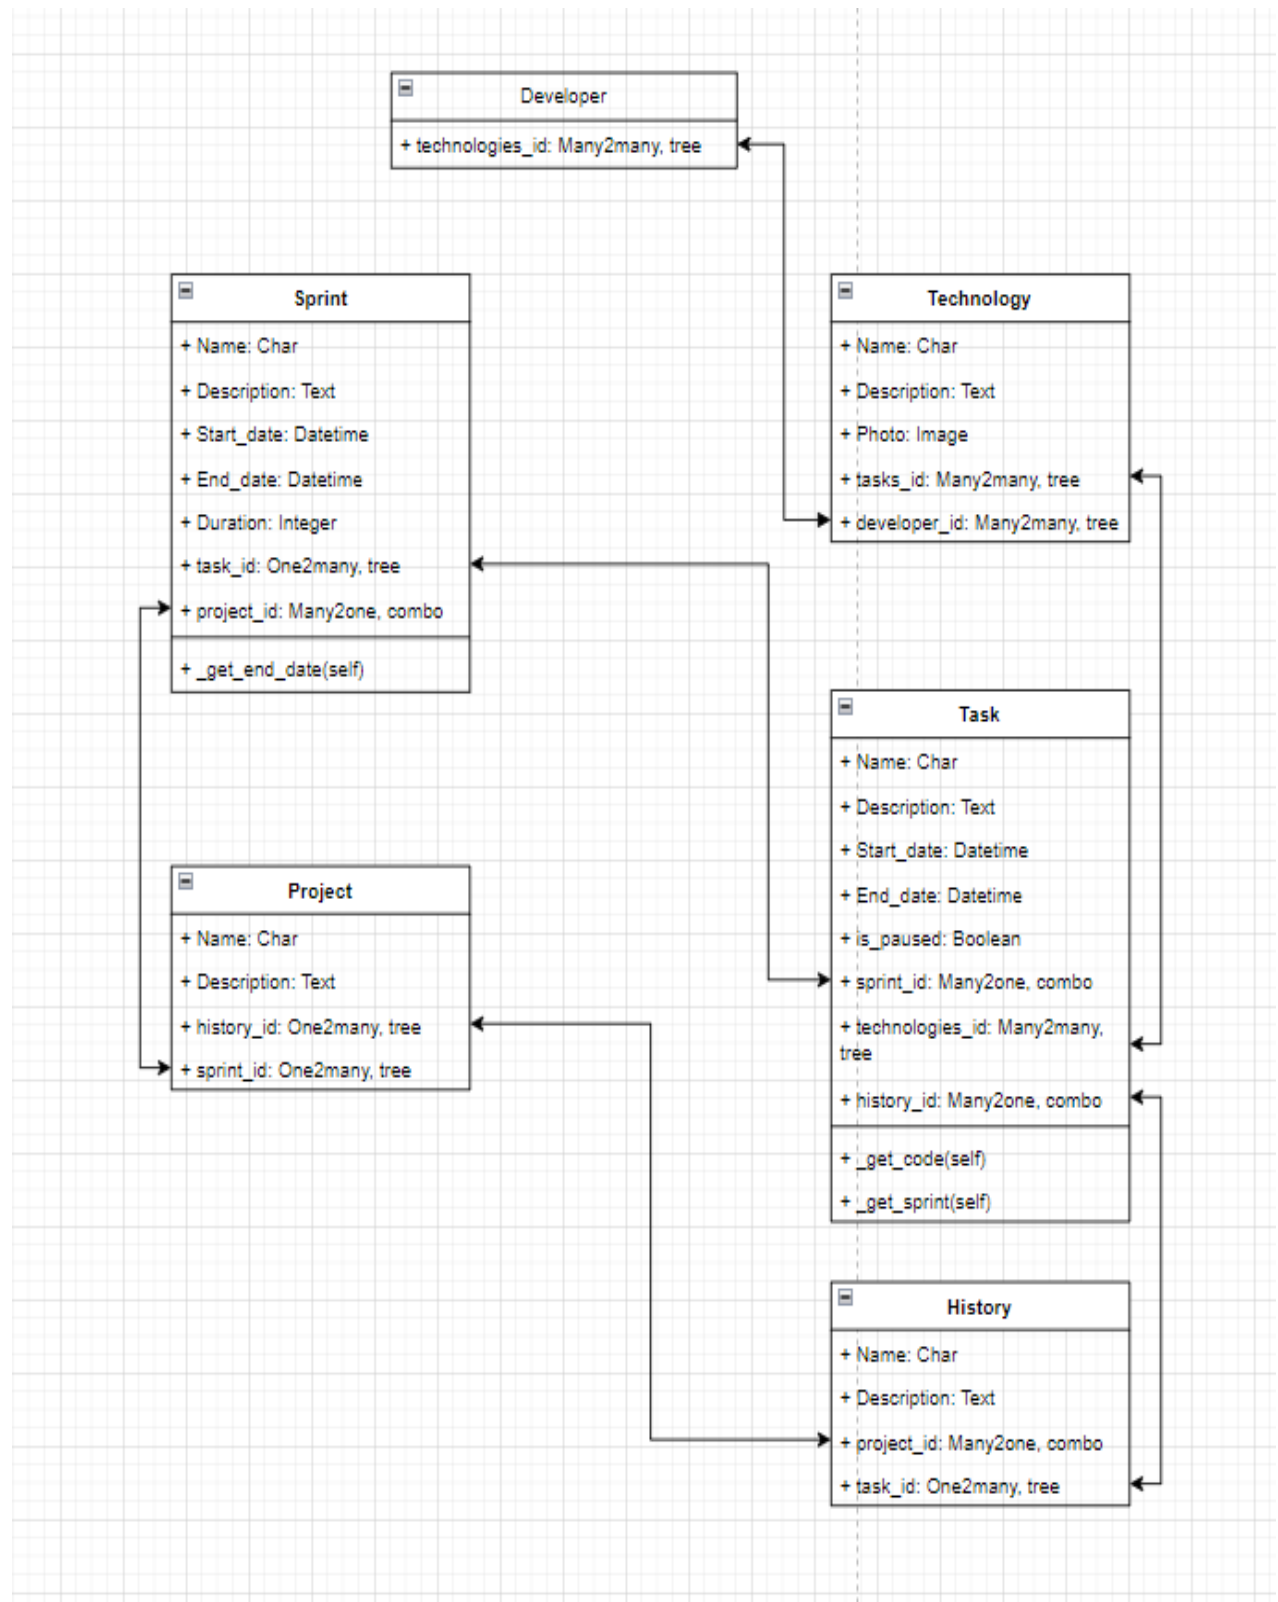 Developer
+ technologies_id: Many2many, tree
Sprint
+ Name: Char
+ Description: Text
+ Start_date: Datetime
+ End_date: Datetime
+ Duration: Integer
+ task_id: One2many, tree
+ project_id: Many2one, combo
+ _get_end_date(self)
Technology
+ Name: Char
+ Description: Text
+ Photo: Image
+ tasks_id: Many2many, tree
+ developer_id: Many2many, tree
Task
+ Name: Char
+ Description: Text
+ Start_date: Datetime
+ End_date: Datetime
+ is_paused: Boolean
+ sprint_id: Many2one, combo
+ technologies_id: Many2many,
tree
+ history_id: Many2one, combo
+ _get_code(self)
+ _get_sprint(self)
Project
+ Name: Char
+ Description: Text
+ history_id: One2many, tree
+ sprint_id: One2many, tree
History
+ Name: Char
+ Description: Text
+ project_id: Many2one, combo
+ task_id: One2many, tree